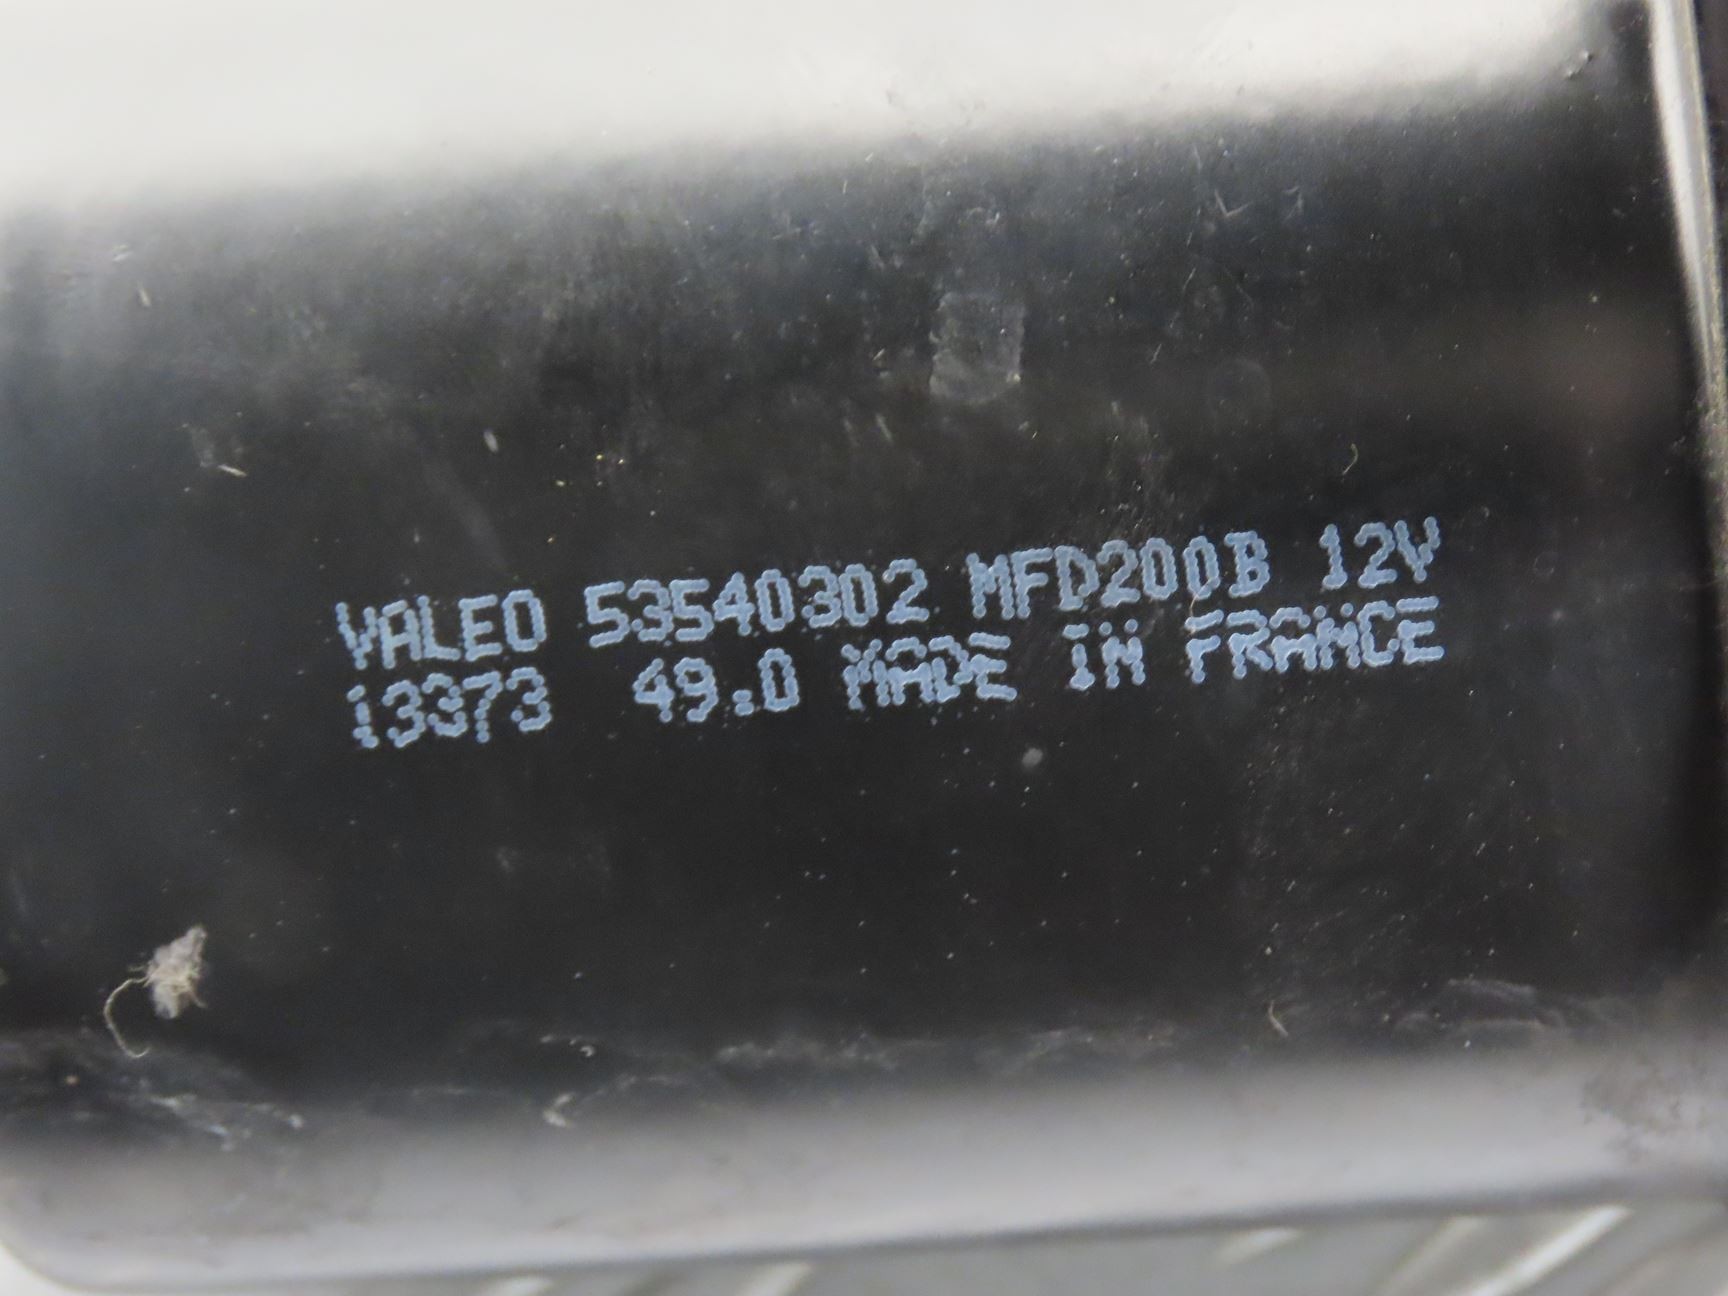 VALEO 53540302 MFD200B 12V
13373 49.0 MADE IN FRANCE